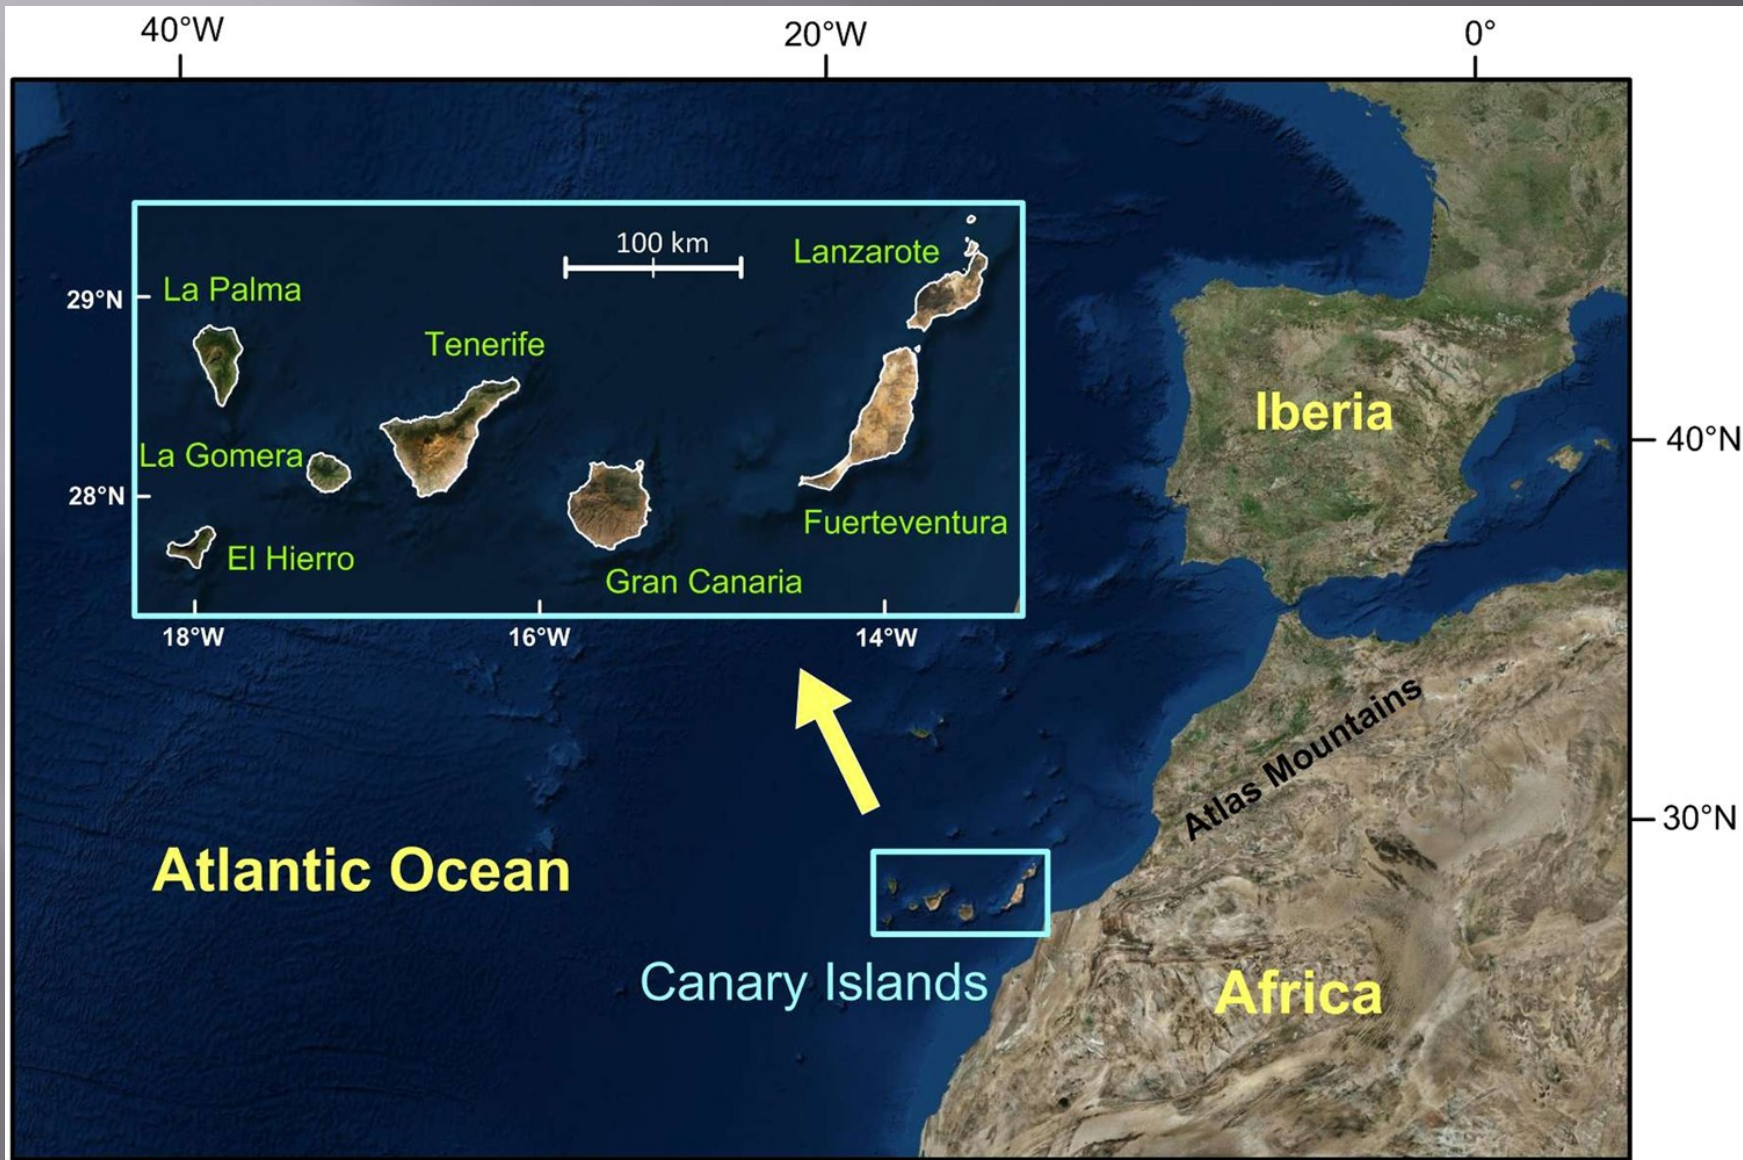 40°W
20°W
0°
100 km
Lanzarote
La Palma
29°N
Tenerife
Iberia
40°N
La Gomera
28°N
Fuerteventura
El Hierro
Gran Canaria
18°W
16°W
14°W
Atlas Mountains
30°N
Atlantic Ocean
Canary Islands
Africa